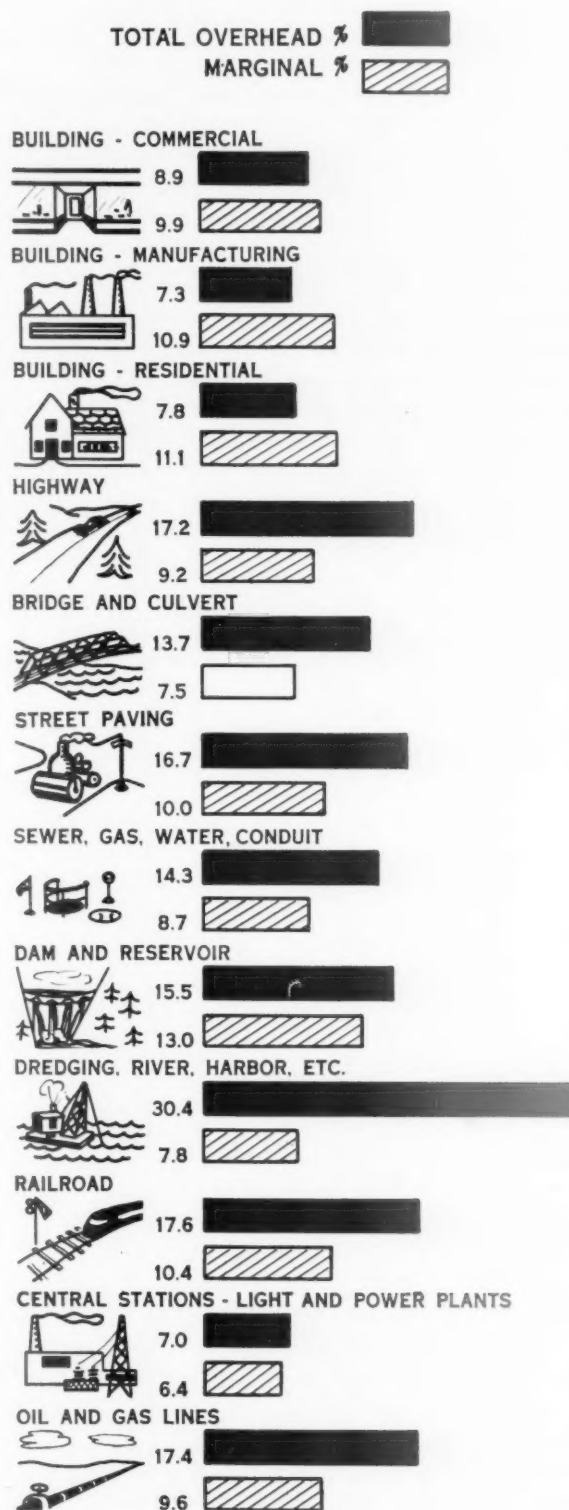 TOTAL OVERHEAD %
MARGINAL %
BUILDING - COMMERCIAL
8.9
9.9
BUILDING - MANUFACTURING
7.3
10.9
BUILDING - RESIDENTIAL
7.8
11.1
HIGHWAY
17.2
9.2
BRIDGE AND CULVERT
13.7
7.5
STREET PAVING
16.7
10.0
SEWER, GAS, WATER, CONDUIT
14.3
8.7
DAM AND RESERVOIR
15.5
13.0
DREDGING, RIVER, HARBOR, ETC.
30.4
7.8
RAILROAD
17.6
10.4
CENTRAL STATIONS - LIGHT AND POWER PLANTS
7.0
6.4
OIL AND GAS LINES
17.4
9.6